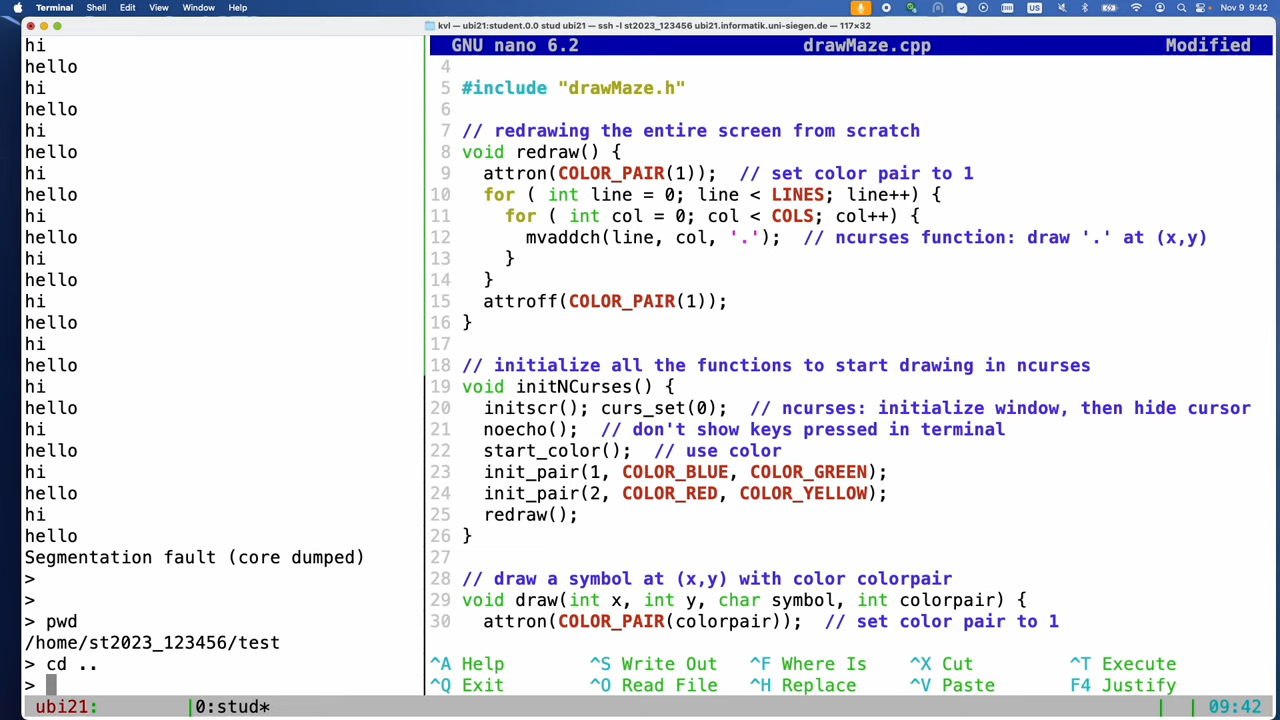 Terminal Shell Edit View Window Help
US
Nov 9 9:42
kvl — ubi21:student.0.0 stud ubi21 — ssh -l st2023_123456 ubi21.informatik.uni-siegen.de — 117×32
hi
hello
hi
hello
hi
hello
hi
hello
hi
hello
hi
hello
hi
hello
hi
hello
hi
hello
hi
hello
hi
hello
hi
hello
Segmentation fault (core dumped)
>
>
> pwd
/home/st2023_123456/test
> cd ..
>
GNU nano 6.2 drawMaze.cpp Modified
4
5 #include "drawMaze.h"
6
7 // redrawing the entire screen from scratch
8 void redraw() {
9 attron(COLOR_PAIR(1)); // set color pair to 1
10 for ( int line = 0; line < LINES; line++) {
11 for ( int col = 0; col < COLS; col++) {
12 mvaddch(line, col, '.'); // ncurses function: draw '.' at (x,y)
13 }
14 }
15 attroff(COLOR_PAIR(1));
16 }
17
18 // initialize all the functions to start drawing in ncurses
19 void initNCurses() {
20 initscr(); curs_set(0); // ncurses: initialize window, then hide cursor
21 noecho(); // don't show keys pressed in terminal
22 start_color(); // use color
23 init_pair(1, COLOR_BLUE, COLOR_GREEN);
24 init_pair(2, COLOR_RED, COLOR_YELLOW);
25 redraw();
26 }
27
28 // draw a symbol at (x,y) with color colorpair
29 void draw(int x, int y, char symbol, int colorpair) {
30 attron(COLOR_PAIR(colorpair)); // set color pair to 1
^A Help ^S Write Out ^F Where Is ^X Cut ^T Execute
^Q Exit ^O Read File ^H Replace ^V Paste F4 Justify
ubi21: |0:stud* | | 09:42